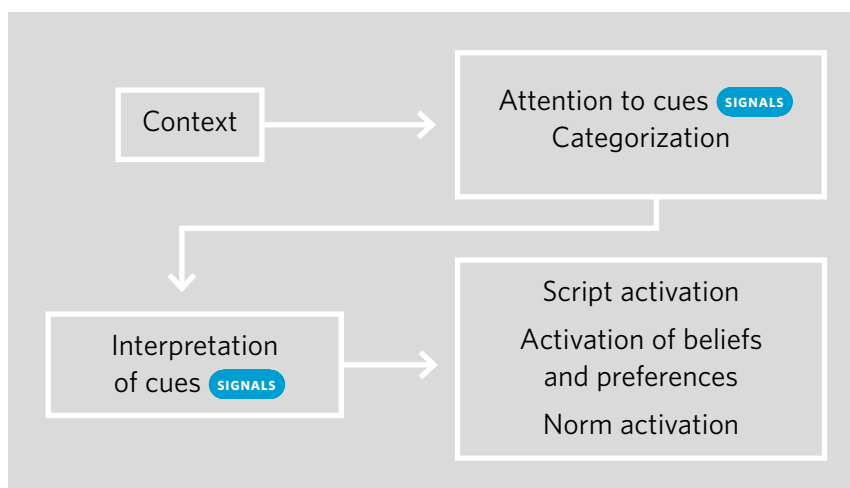 Context
Attention to cues SIGNALS
Categorization
Interpretation
of cues SIGNALS
Script activation
Activation of beliefs
and preferences
Norm activation